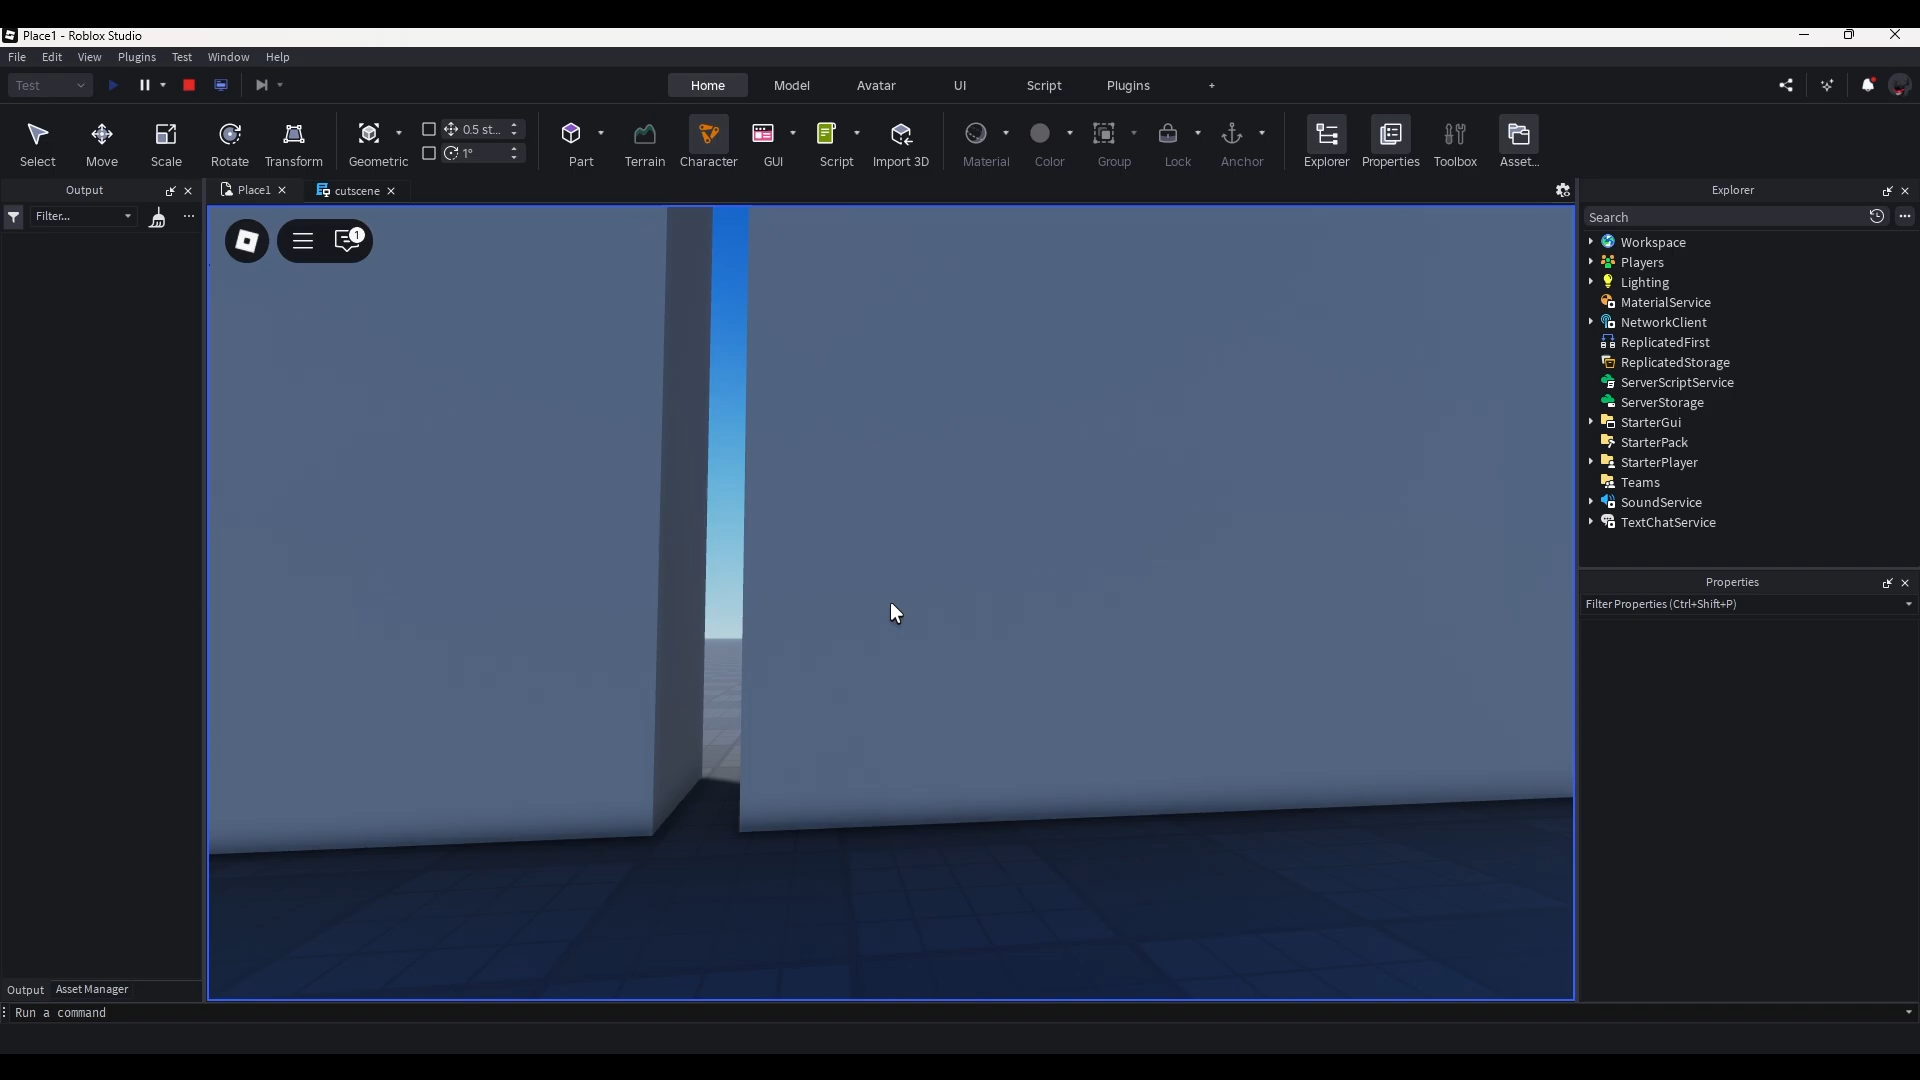 Place1 - Roblox Studio
File Edit View Plugins Test Window Help
Test Home Model Avatar UI Script Plugins +
0.5 st...
1°
Select Move Scale Rotate Transform Geometric Part Terrain Character GUI Script Import 3D Material Color Group Lock Anchor Explorer Properties Toolbox Asset...
Output Place1 cutscene Explorer
Filter... Search
1
Workspace
Players
Lighting
MaterialService
NetworkClient
ReplicatedFirst
ReplicatedStorage
ServerScriptService
ServerStorage
StarterGui
StarterPack
StarterPlayer
Teams
SoundService
TextChatService
Properties
Filter Properties (Ctrl+Shift+P)
Output Asset Manager
Run a command